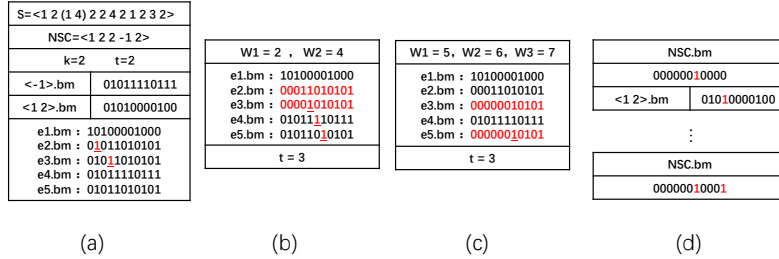 S=<1 2 (1 4) 2 2 4 2 1 2 3 2>
NSC=<1 2 2 -1 2>
k=2 t=2
<-1>.bm 01011110111
<1 2>.bm 01010000100
e1.bm : 10100001000
e2.bm : 01011010101
e3.bm : 01011010101
e4.bm : 01011110111
e5.bm : 01011010101
(a)
W1 = 2 , W2 = 4
e1.bm : 10100001000
e2.bm : 00011010101
e3.bm : 00001010101
e4.bm : 01011110111
e5.bm : 01011010101
t = 3
(b)
W1 = 5, W2 = 6, W3 = 7
e1.bm : 10100001000
e2.bm : 00011010101
e3.bm : 00000010101
e4.bm : 01011110111
e5.bm : 00000010101
t = 3
(c)
NSC.bm
00000010000
<1 2>.bm 01010000100
⋮
NSC.bm
00000010001
(d)